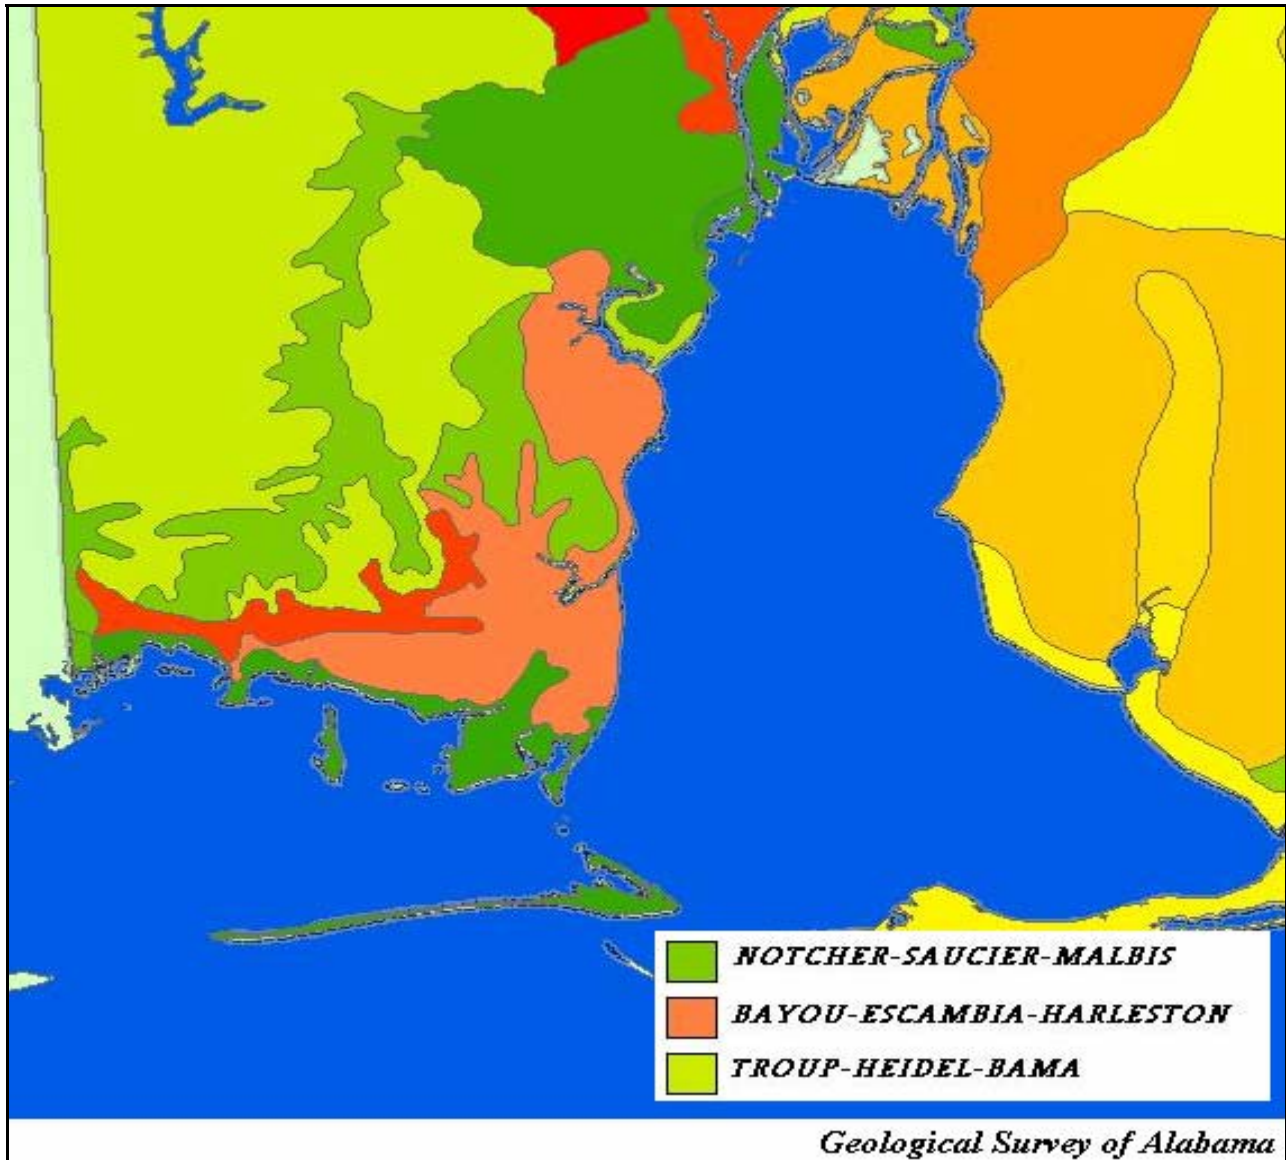 NOTCHER-SAUCIER-MALBIS
BAYOU-ESCAMBIA-HARLESTON
TROUP-HEIDEL-BAMA
Geological Survey of Alabama